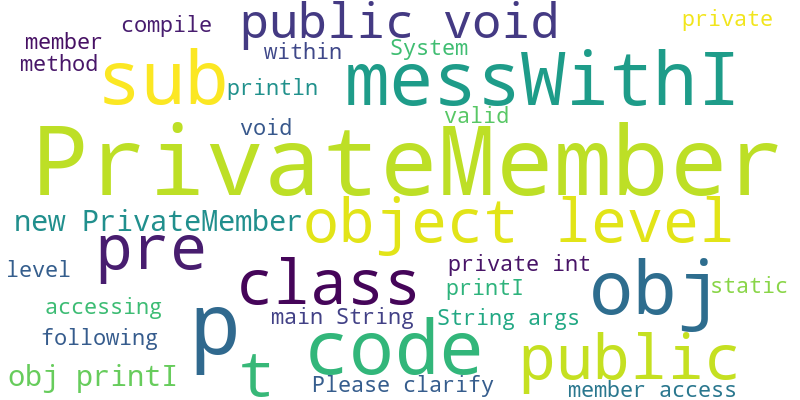 compile
public void
private
member
within
System
method
sub
println
messWithI
void
valid
PrivateMember
new PrivateMember
object level
pre
level
class
private int
obj
accessing
p
main String
printI
static
following
code
String args
obj printI
t
Please clarify
public
member access